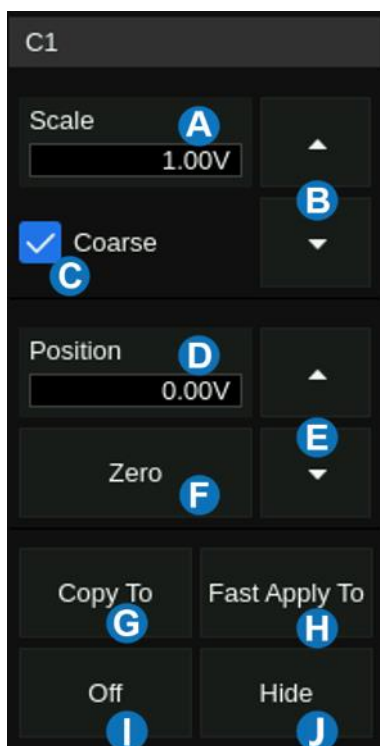 C1
Scale
A
1.00V
B
Coarse
C
Position
D
0.00V
E
Zero
F
Copy To
G
Fast Apply To
H
Off
I
Hide
J